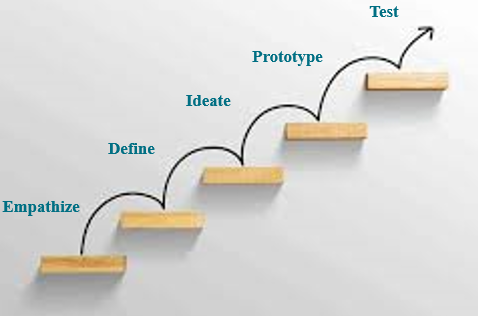 Test
Prototype
Ideate
Define
Empathize